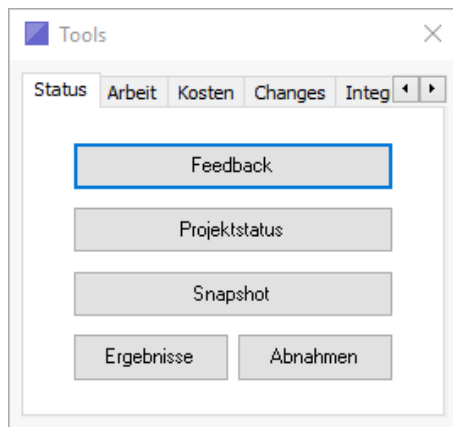 Tools
Status Arbeit Kosten Changes Integ
Feedback
Projektstatus
Snapshot
Ergebnisse Abnahmen